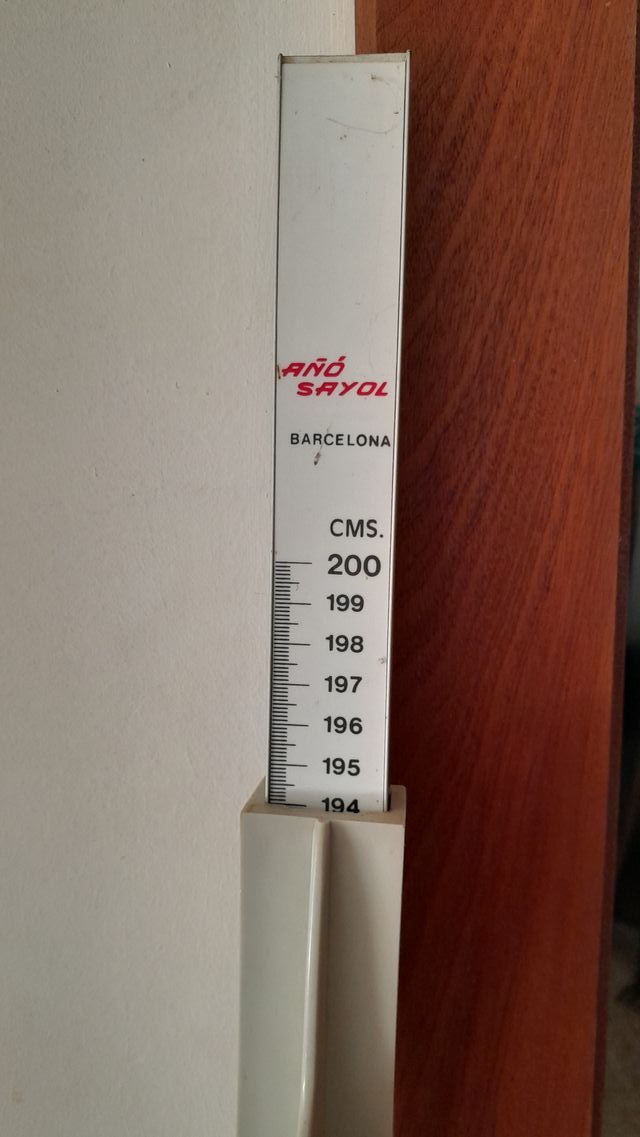 AÑÓ
SAYOL
BARCELONA
CMS.
200
199
198
197
196
195
194